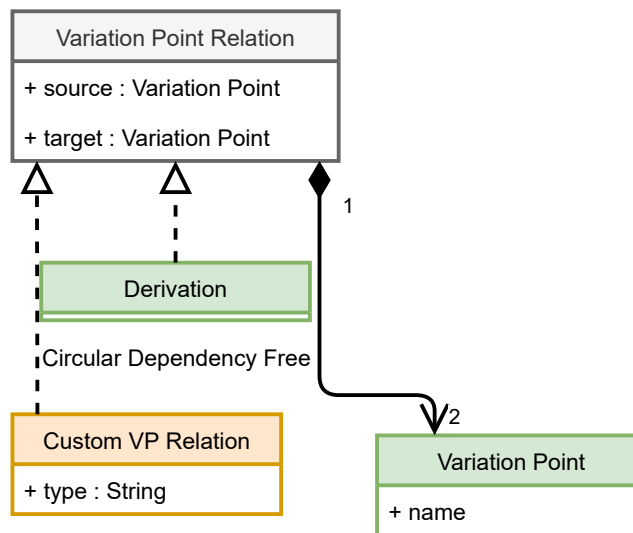 Variation Point Relation
+ source : Variation Point
+ target : Variation Point
1
Derivation
Circular Dependency Free
2
Custom VP Relation
+ type : String
Variation Point
+ name